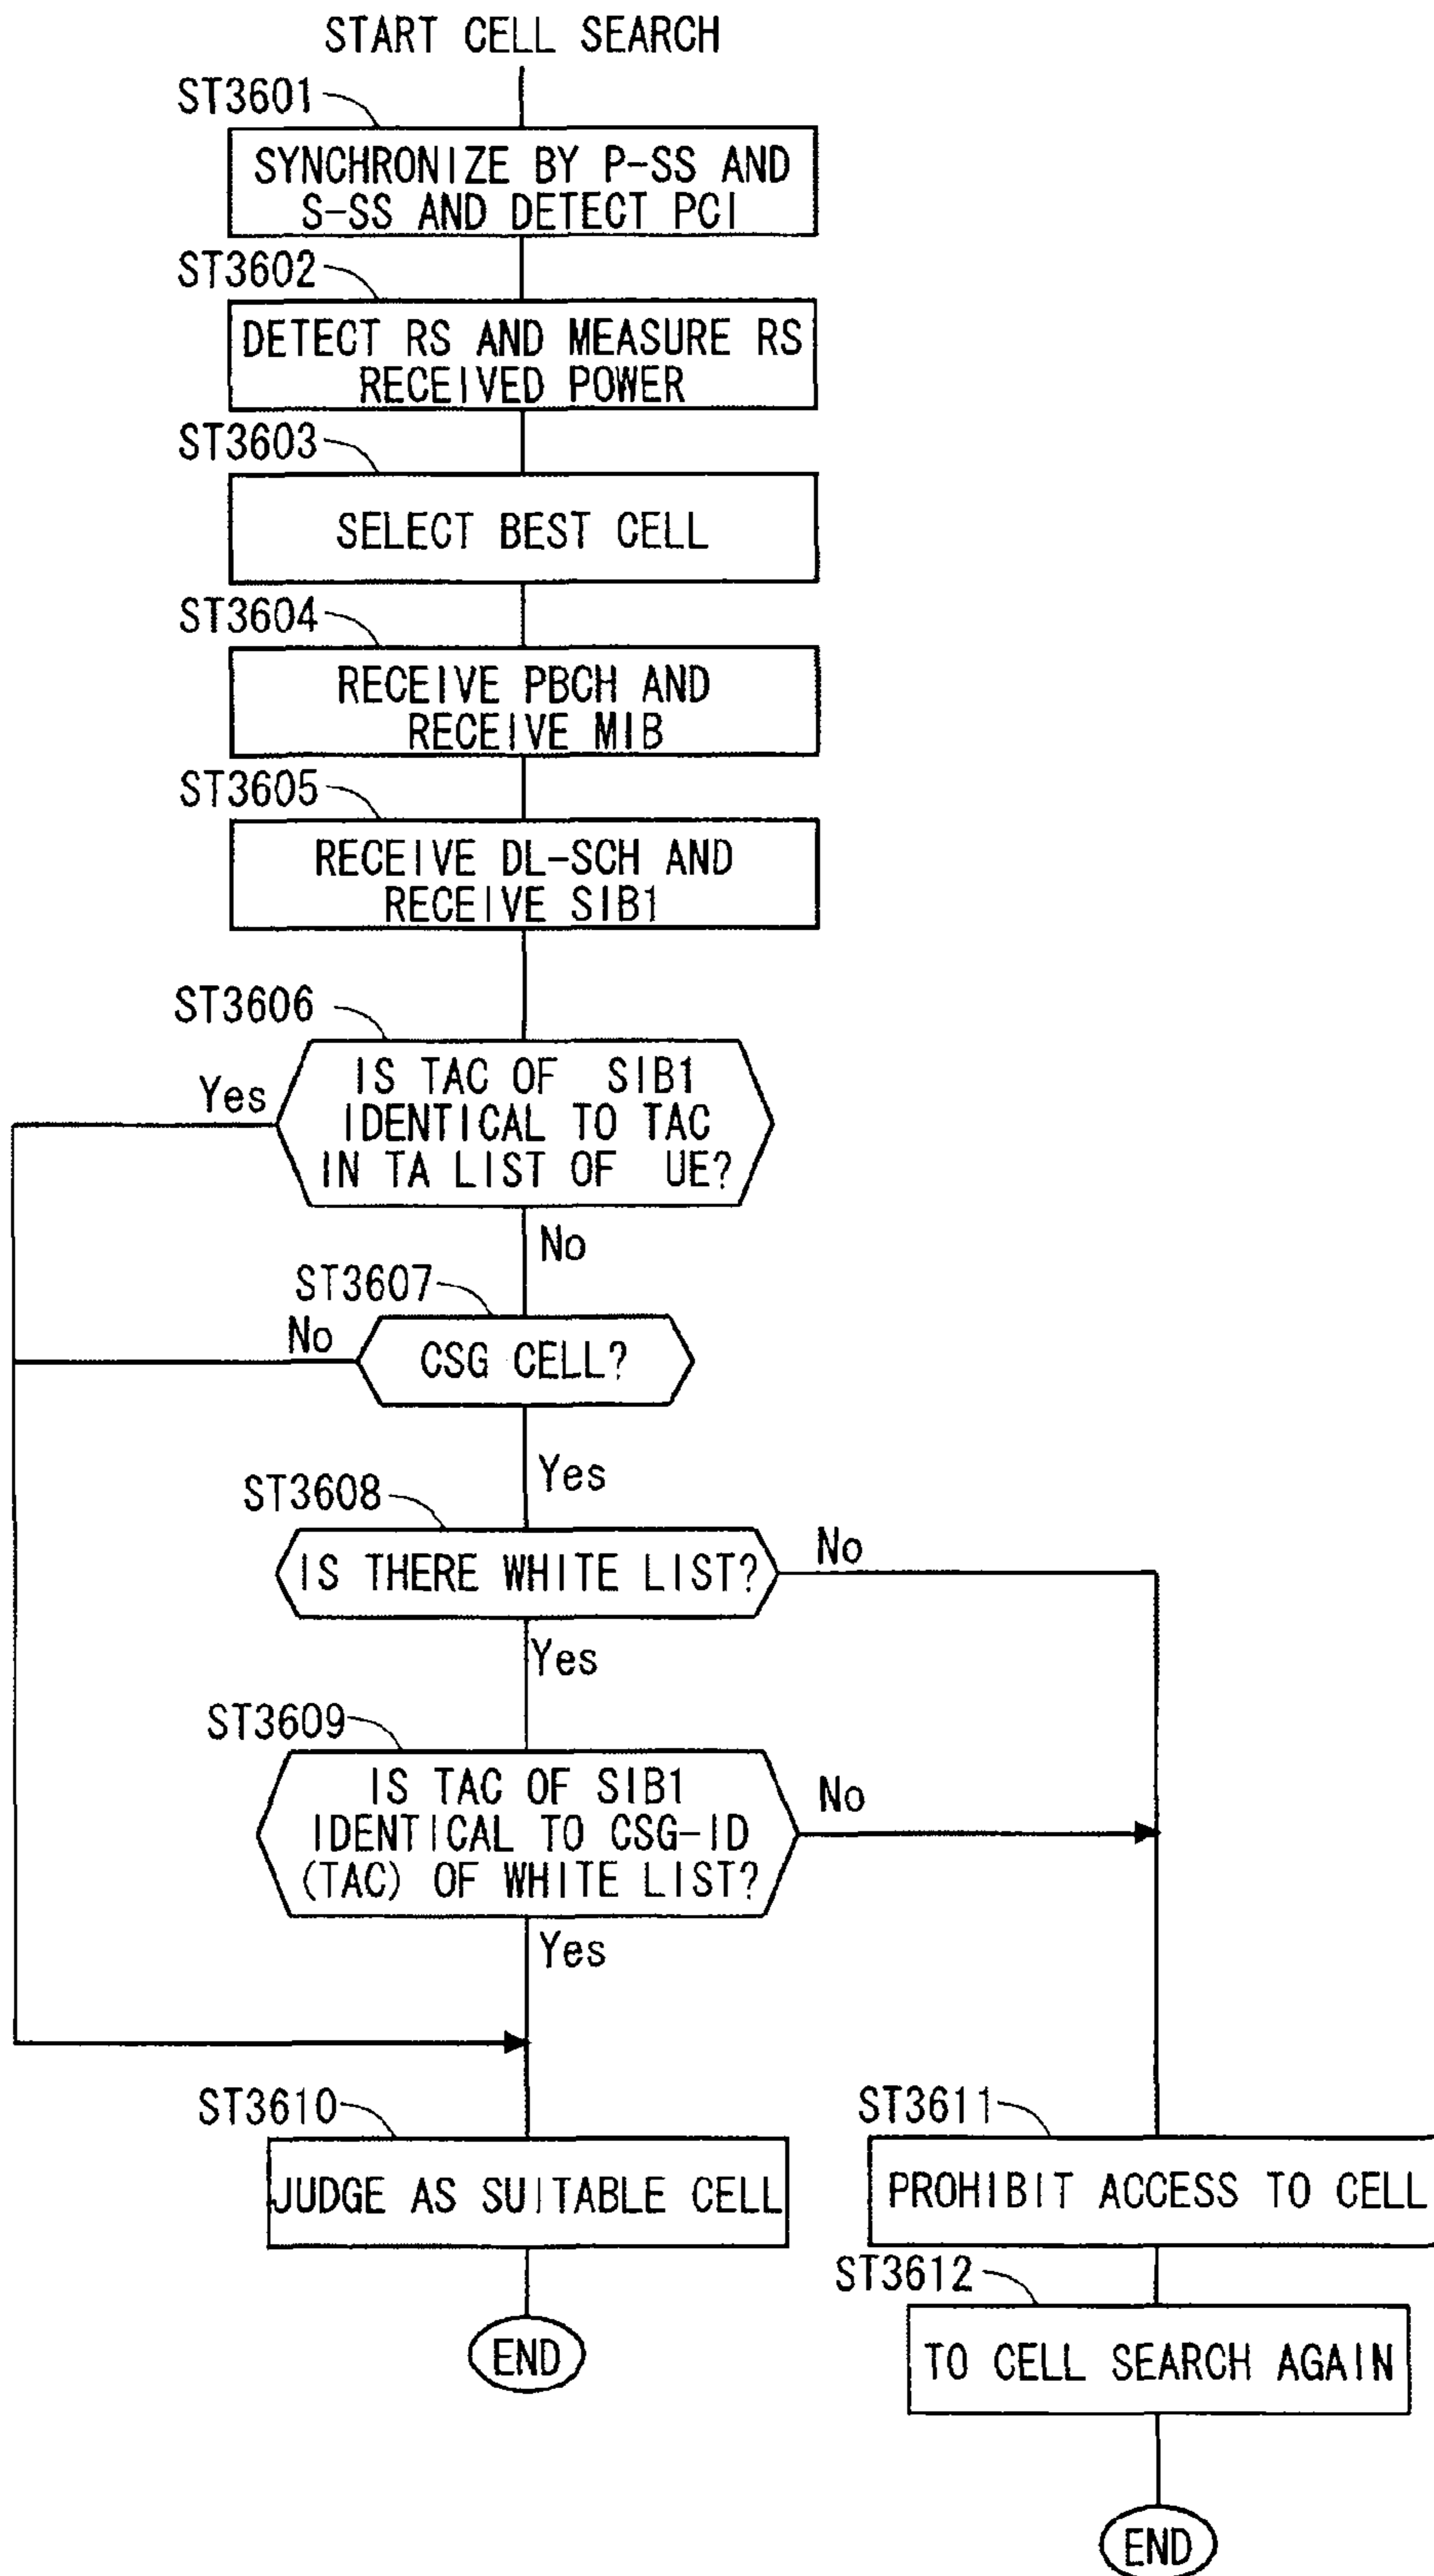 START CELL SEARCH
ST3601
SYNCHRONIZE BY P-SS AND
S-SS AND DETECT PCI
ST3602
DETECT RS AND MEASURE RS
RECEIVED POWER
ST3603
SELECT BEST CELL
ST3604
RECEIVE PBCH AND
RECEIVE MIB
ST3605
RECEIVE DL-SCH AND
RECEIVE SIB1
ST3606
IS TAC OF SIB1
IDENTICAL TO TAC
IN TA LIST OF UE?
Yes
No
ST3607
CSG CELL?
No
Yes
ST3608
IS THERE WHITE LIST?
No
Yes
ST3609
IS TAC OF SIB1
IDENTICAL TO CSG-ID
(TAC) OF WHITE LIST?
No
Yes
ST3610
JUDGE AS SUITABLE CELL
END
ST3611
PROHIBIT ACCESS TO CELL
ST3612
TO CELL SEARCH AGAIN
END